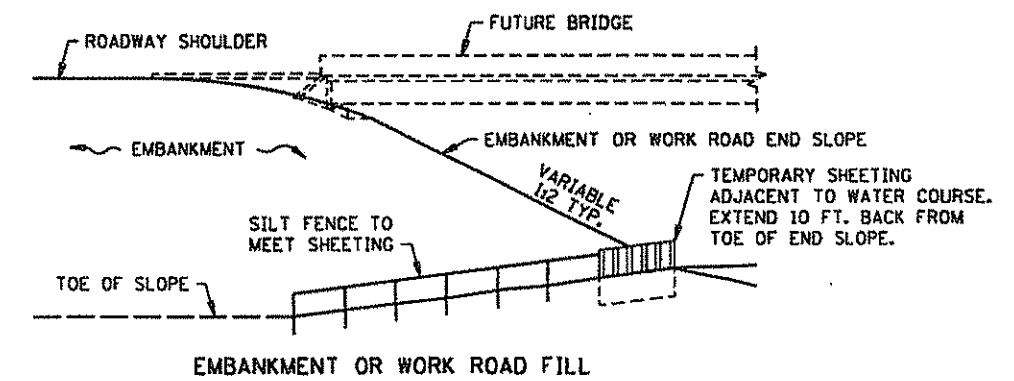 FUTURE BRIDGE
ROADWAY SHOULDER
EMBANKMENT
EMBANKMENT OR WORK ROAD END SLOPE
VARIABLE
1:2 TYP.
TEMPORARY SHEETING
ADJACENT TO WATER COURSE.
EXTEND 10 FT. BACK FROM
TOE OF END SLOPE.
SILT FENCE TO
MEET SHEETING
TOE OF SLOPE
EMBANKMENT OR WORK ROAD FILL